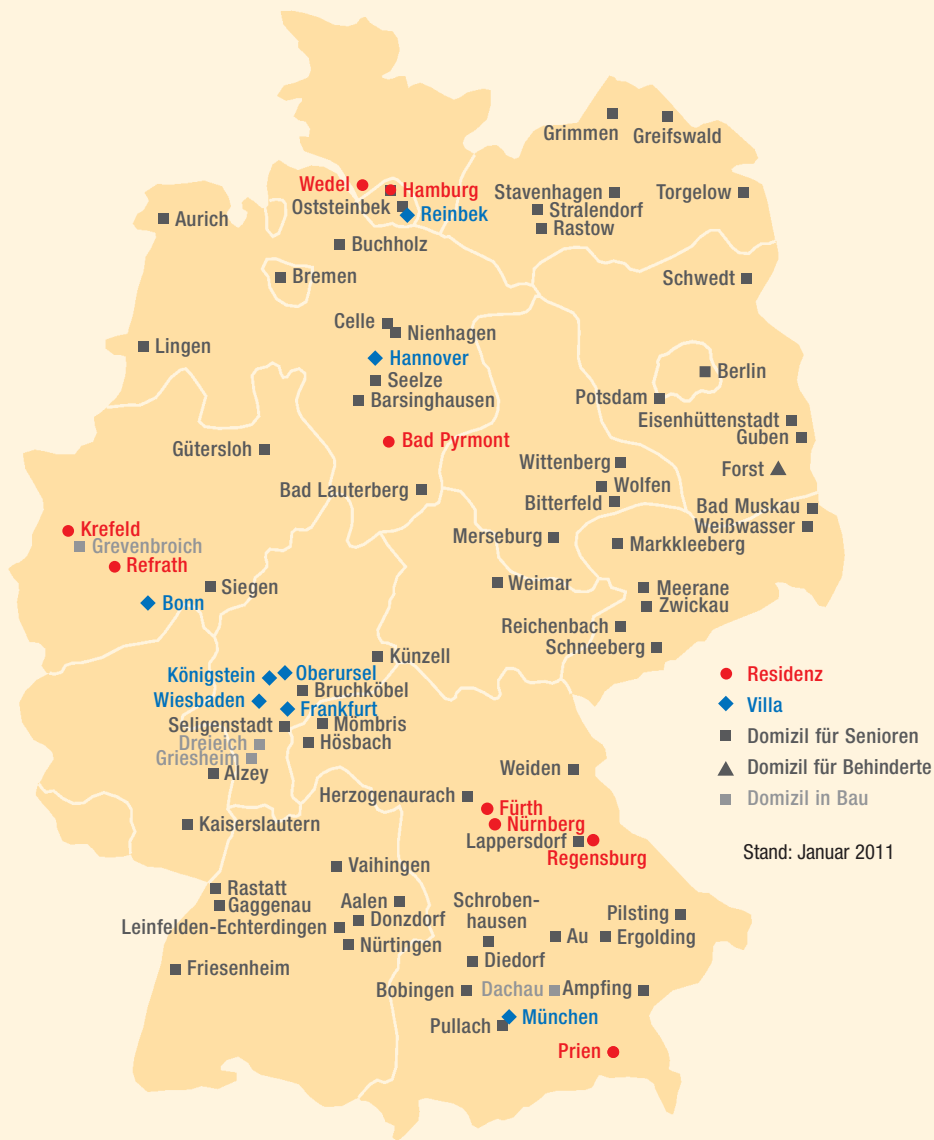 Grimmen
Greifswald
Wedel
Hamburg
Stavenhagen
Torgelow
Oststeinbek
Reinbek
Stralendorf
Aurich
Rastow
Buchholz
Bremen
Schwedt
Celle
Nienhagen
Lingen
Hannover
Berlin
Seelze
Potsdam
Barsinghausen
Eisenhüttenstadt
Guben
Bad Pyrmont
Gütersloh
Wittenberg
Forst
Wolfen
Bad Lauterberg
Bitterfeld
Bad Muskau
Weißwasser
Krefeld
Grevenbroich
Merseburg
Markkleeberg
Refrath
Siegen
Weimar
Meerane
Bonn
Zwickau
Reichenbach
Schneeberg
Künzell
Königstein
Oberursel
Bruchköbel
Wiesbaden
Frankfurt
Seligenstadt
Mömbris
Dreieich
Hösbach
Griesheim
Alzey
Residenz
Villa
Domizil für Senioren
Domizil für Behinderte
Domizil in Bau
Stand: Januar 2011
Weiden
Herzogenaurach
Fürth
Kaiserslautern
Nürnberg
Lappersdorf
Regensburg
Vaihingen
Rastatt
Gaggenau
Aalen
Schroben-
hausen
Pilsting
Leinfelden-Echterdingen
Donzdorf
Au
Ergolding
Nürtingen
Diedorf
Friesenheim
Bobingen
Dachau
Ampfing
München
Pullach
Prien